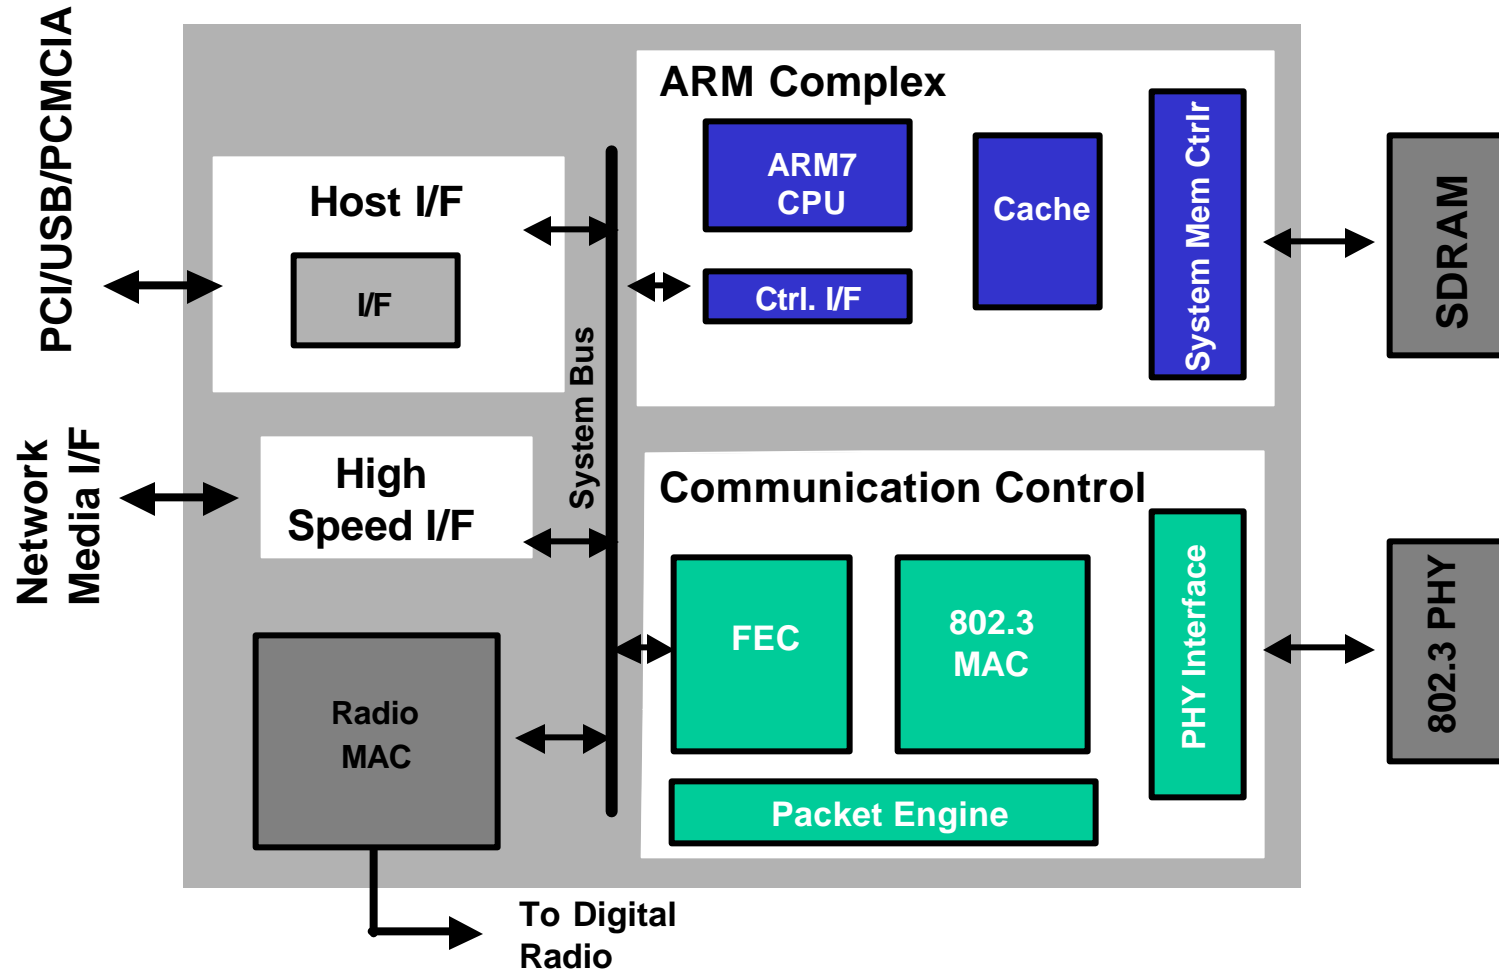 PCI/USB/PCMCIA
Host I/F
I/F
Network
Media I/F
High
Speed I/F
System Bus
Radio
MAC
To Digital
Radio
ARM Complex
ARM7
CPU
Ctrl. I/F
Cache
System Mem Ctrlr
SDRAM
Communication Control
FEC
802.3
MAC
Packet Engine
PHY Interface
802.3 PHY